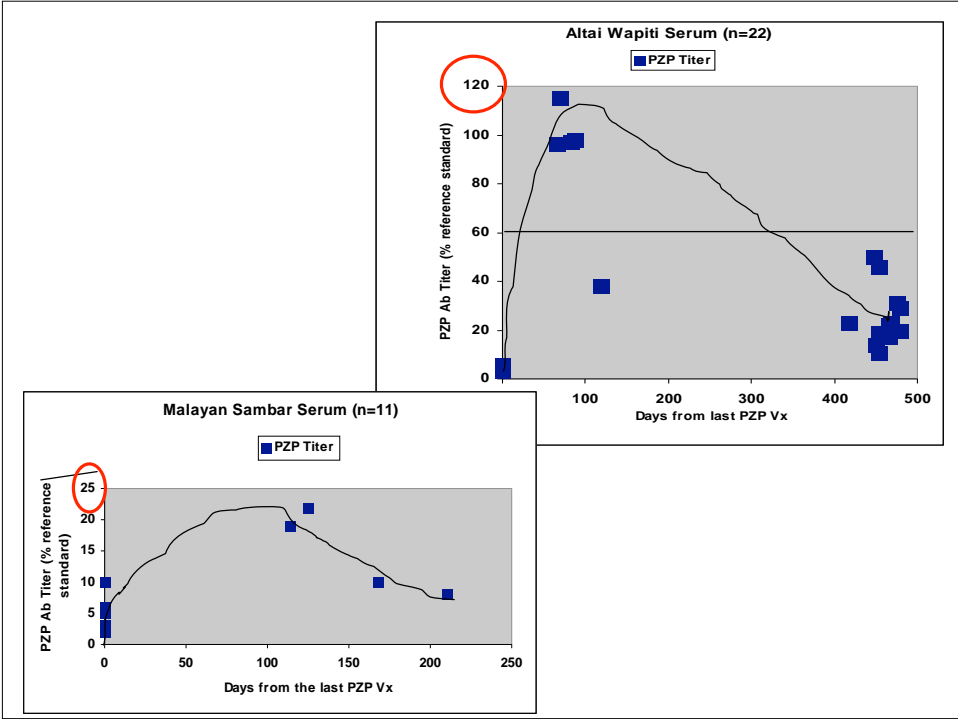 Altai Wapiti Serum (n=22)
PZP Titer
PZP Ab Titer (% reference standard)
120
100
80
60
40
20
0
0 100 200 300 400 500
Days from last PZP Vx
Malayan Sambar Serum (n=11)
PZP Titer
PZP Ab Titer (% reference
standard)
25
20
15
10
5
0
0 50 100 150 200 250
Days from the last PZP Vx